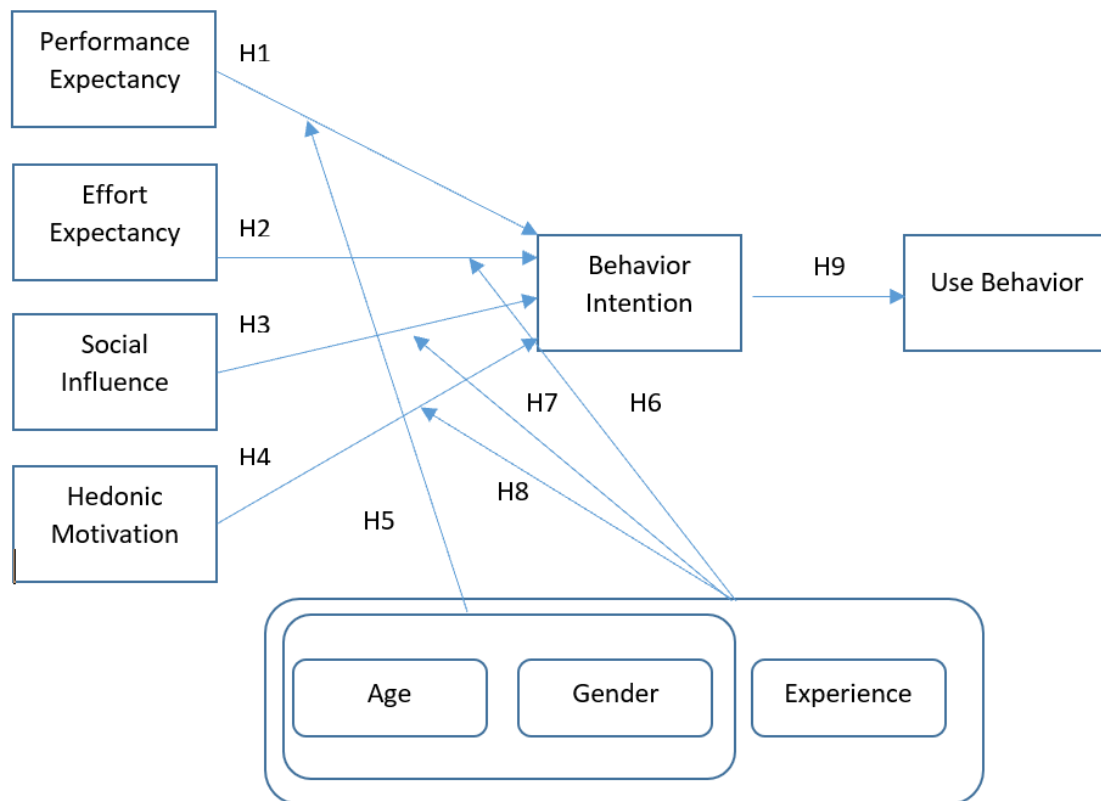 Performance
Expectancy
H1
Effort
Expectancy
H2
Behavior
Intention
H9
Use Behavior
Social
Influence
H3
H7
H6
Hedonic
Motivation
H4
H8
H5
Age
Gender
Experience